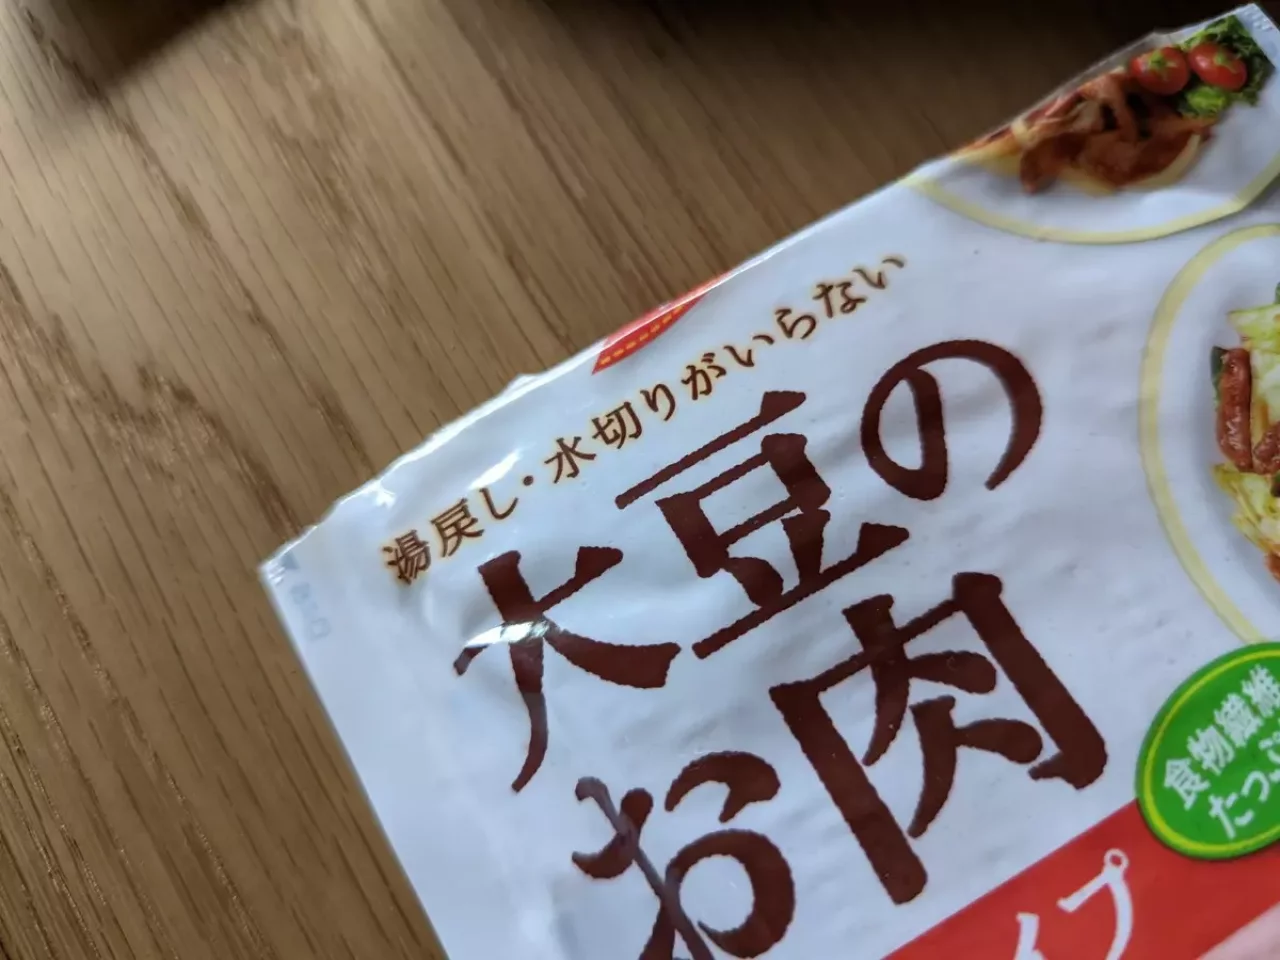 湯戻し・水切りがいらない
大豆の
お肉
食物繊維
たっ
イプ